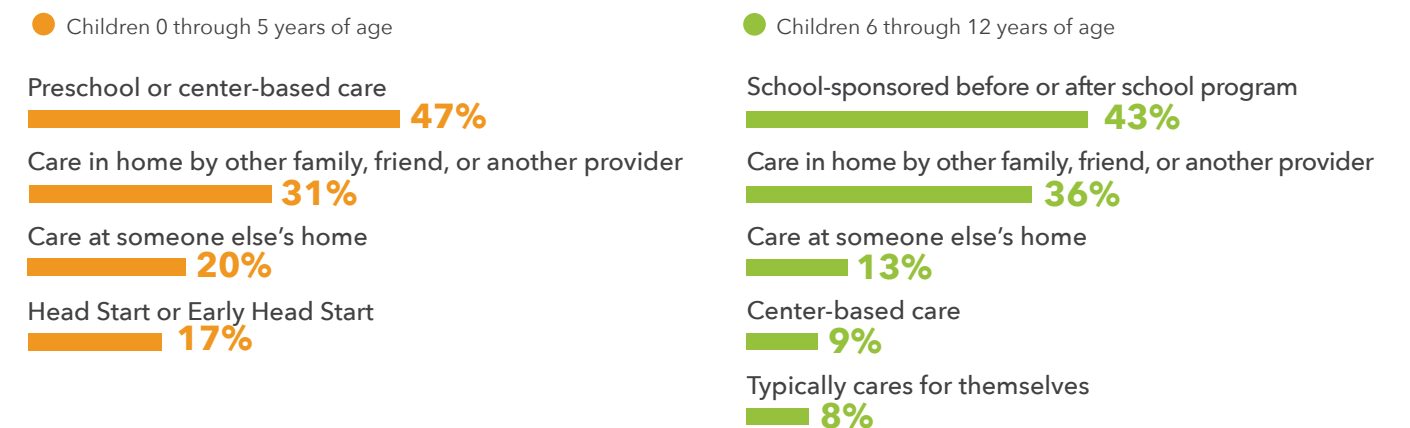 Children 0 through 5 years of age
Preschool or center-based care
47%
Care in home by other family, friend, or another provider
31%
Care at someone else’s home
20%
Head Start or Early Head Start
17%
Children 6 through 12 years of age
School-sponsored before or after school program
43%
Care in home by other family, friend, or another provider
36%
Care at someone else’s home
13%
Center-based care
9%
Typically cares for themselves
8%